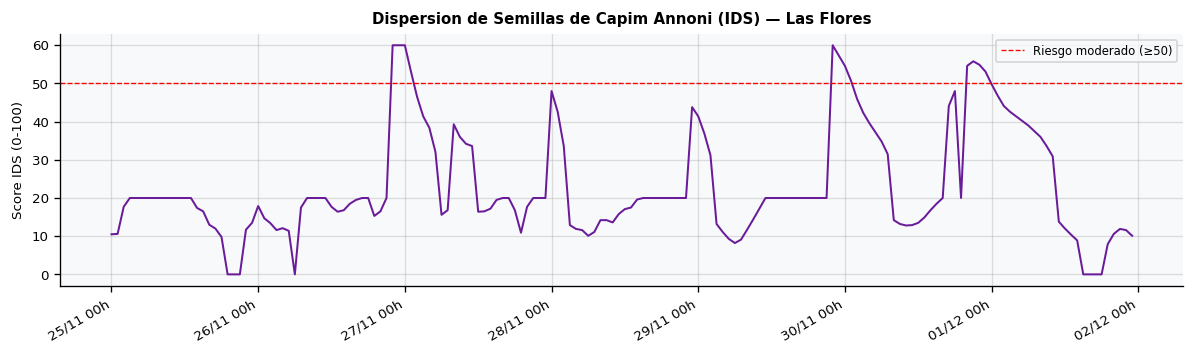 Dispersion de Semillas de Capim Annoni (IDS) — Las Flores
Riesgo moderado (≥50)
Score IDS (0-100)
60
50
40
30
20
10
0
25/11 00h
26/11 00h
27/11 00h
28/11 00h
29/11 00h
30/11 00h
01/12 00h
02/12 00h